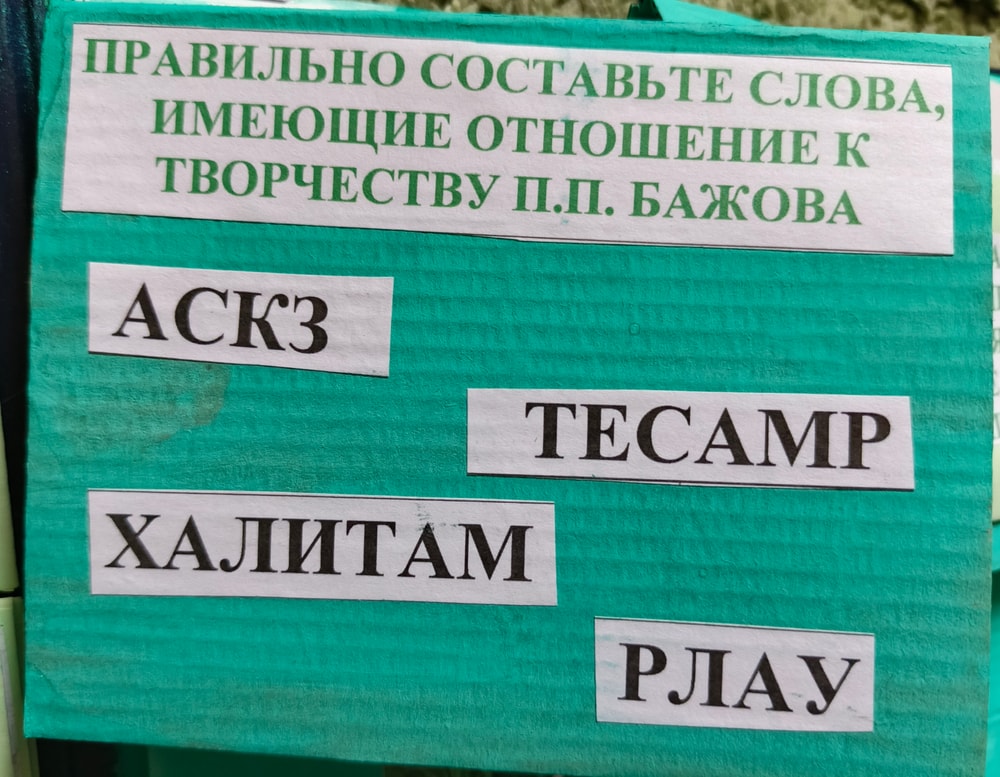 ПРАВИЛЬНО СОСТАВЬТЕ СЛОВА,
ИМЕЮЩИЕ ОТНОШЕНИЕ К
ТВОРЧЕСТВУ П.П. БАЖОВА
АСКЗ
ТЕСАМР
ХАЛИТАМ
РЛАУ